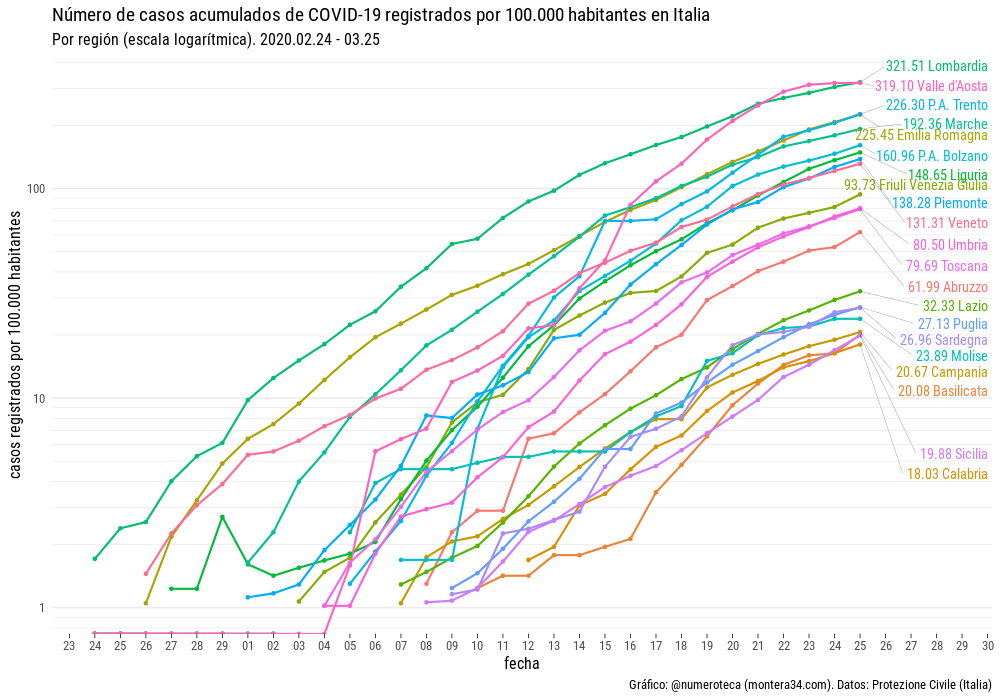 Número de casos acumulados de COVID-19 registrados por 100.000 habitantes en Italia
Por región (escala logarítmica). 2020.02.24 - 03.25
321.51 Lombardia
319.10 Valle d'Aosta
226.30 P.A. Trento
192.36 Marche
225.45 Emilia Romagna
160.96 P.A. Bolzano
148.65 Liguria
93.73 Friuli Venezia Giulia
138.28 Piemonte
131.31 Veneto
80.50 Umbria
79.69 Toscana
61.99 Abruzzo
32.33 Lazio
27.13 Puglia
26.96 Sardegna
23.89 Molise
20.67 Campania
20.08 Basilicata
19.88 Sicilia
18.03 Calabria
casos registrados por 100.000 habitantes
100
10
1
23 24 25 26 27 28 29 01 02 03 04 05 06 07 08 09 10 11 12 13 14 15 16 17 18 19 20 21 22 23 24 25 26 27 28 29 30
fecha
Gráfico: @numeroteca (montera34.com). Datos: Protezione Civile (Italia)